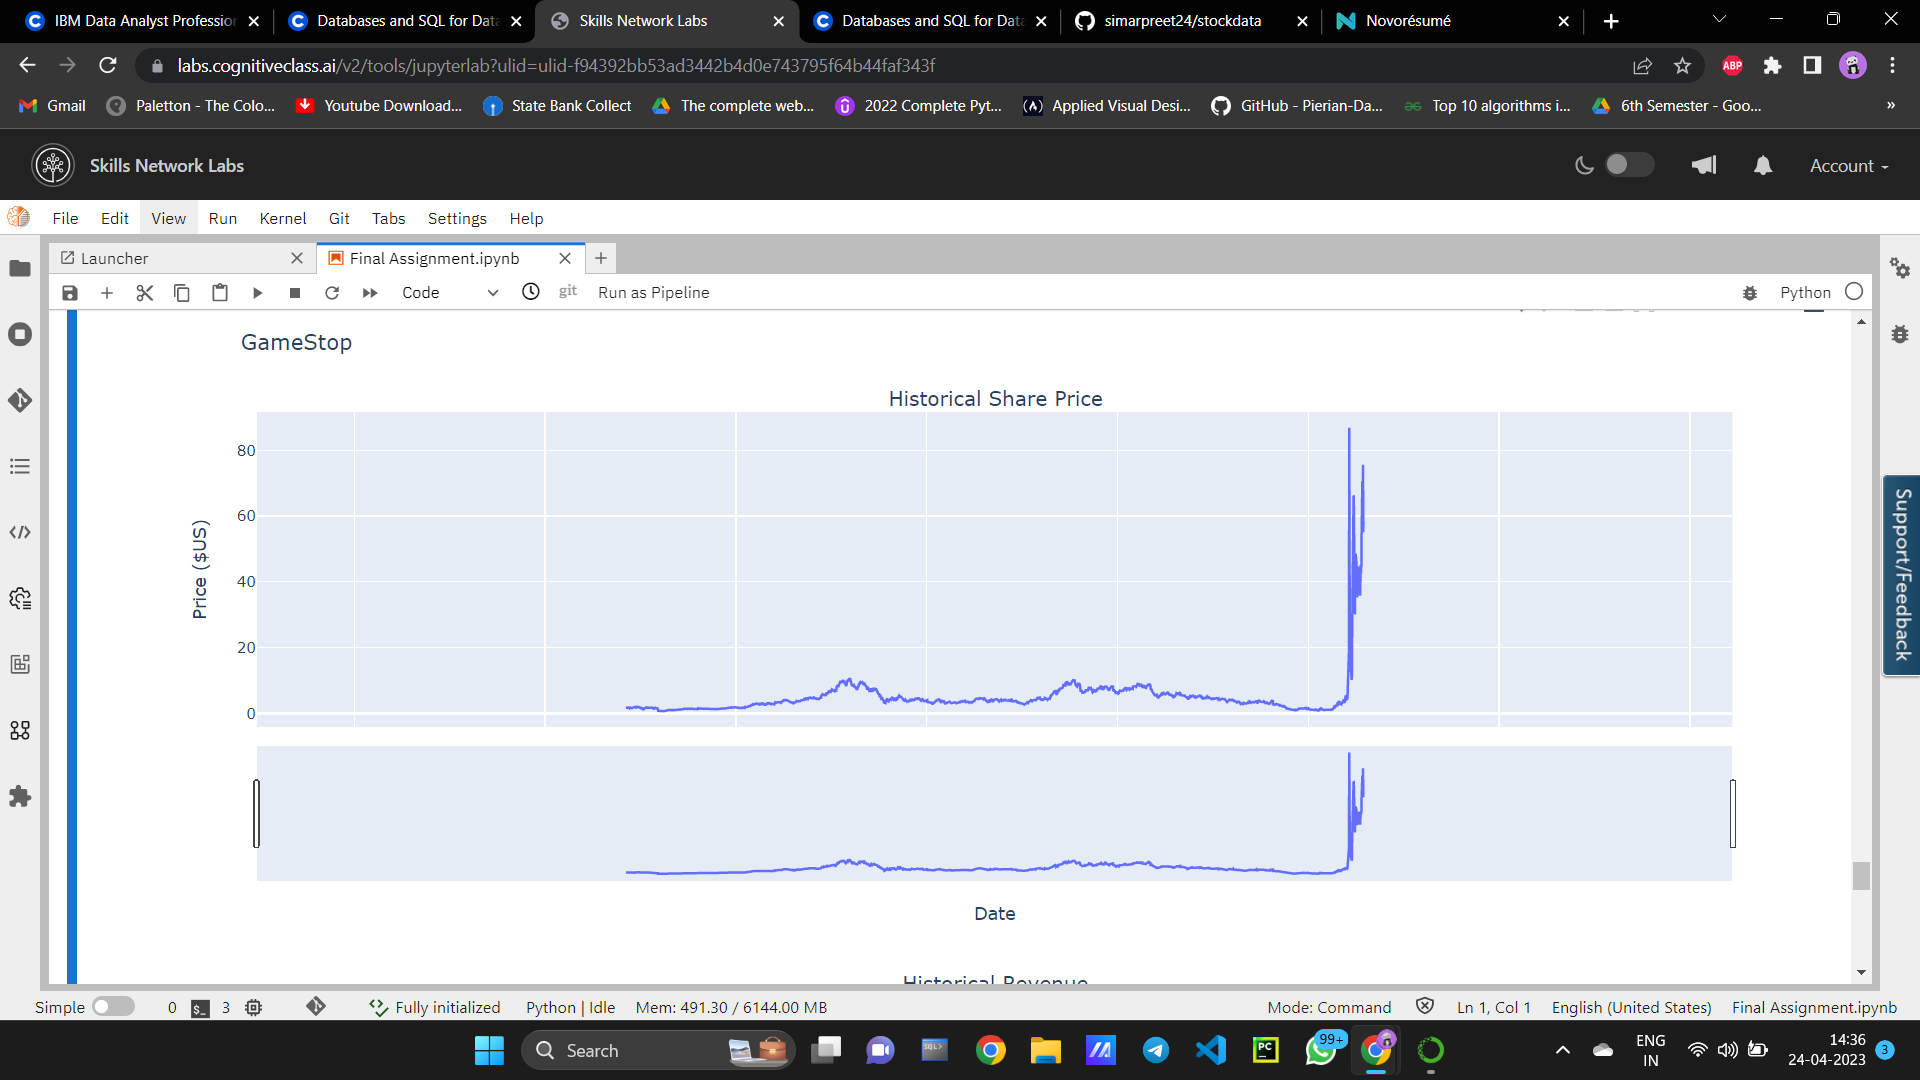 IBM Data Analyst Profession
Databases and SQL for Data
Skills Network Labs
Databases and SQL for Data
simarpreet24/stockdata
Novorésumé
labs.cognitiveclass.ai/v2/tools/jupyterlab?ulid=ulid-f94392bb53ad3442b4d0e743795f64b44faf343f
ABP
Gmail
Paletton - The Colo...
Youtube Download...
State Bank Collect
The complete web...
2022 Complete Pyt...
Applied Visual Desi...
GitHub - Pierian-Da...
Top 10 algorithms i...
6th Semester - Goo...
»
Skills Network Labs
Account
File Edit View Run Kernel Git Tabs Settings Help
Launcher
Final Assignment.ipynb
Code
git
Run as Pipeline
Python
GameStop
Historical Share Price
80
60
40
20
0
Price ($US)
Date
Historical Revenue
Support/Feedback
Simple 0 $_ 3 Fully initialized Python | Idle Mem: 491.30 / 6144.00 MB
Mode: Command Ln 1, Col 1 English (United States) Final Assignment.ipynb
Search
SQL>
PC
99+
ENG
IN
14:36
24-04-2023
3